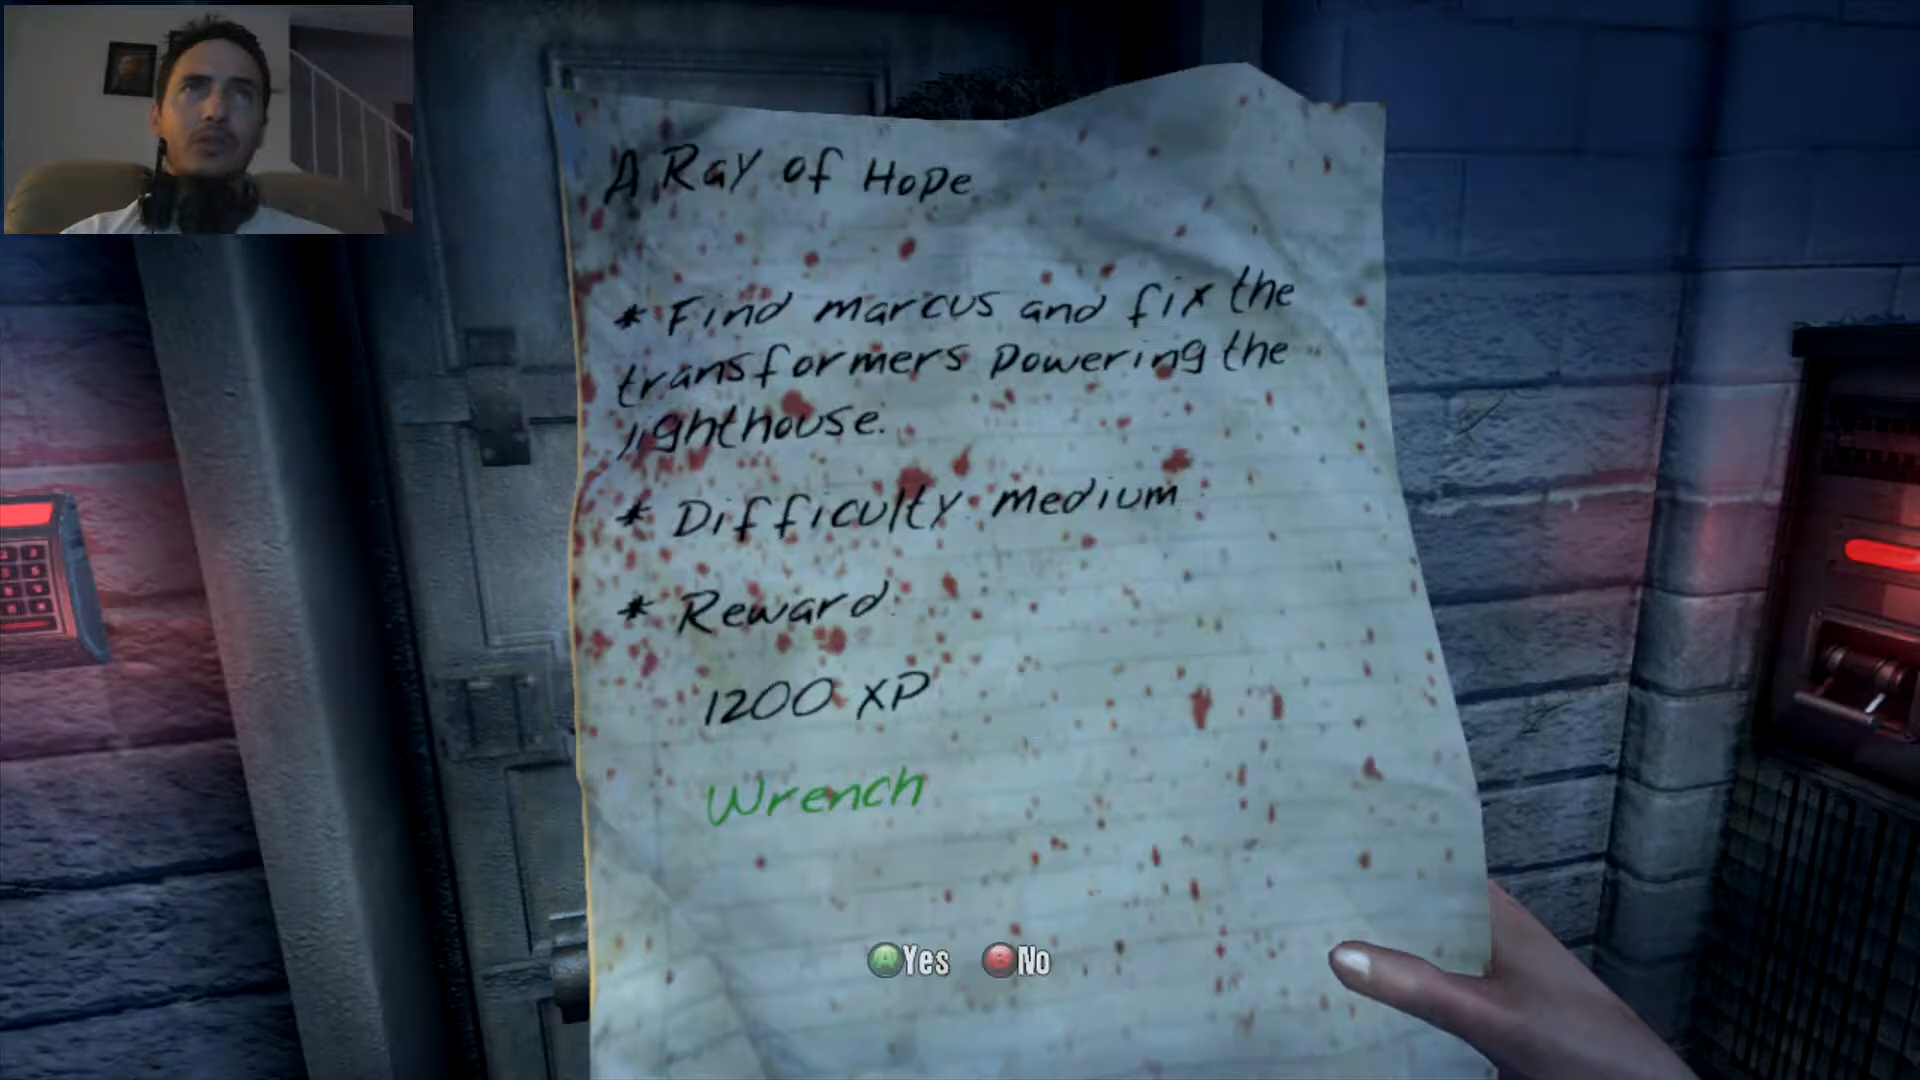 A Ray of Hope
* Find marcus and fix the
transformers powering the
lighthouse.
* Difficulty: medium
* Reward:
1200 XP
Wrench
A Yes B No